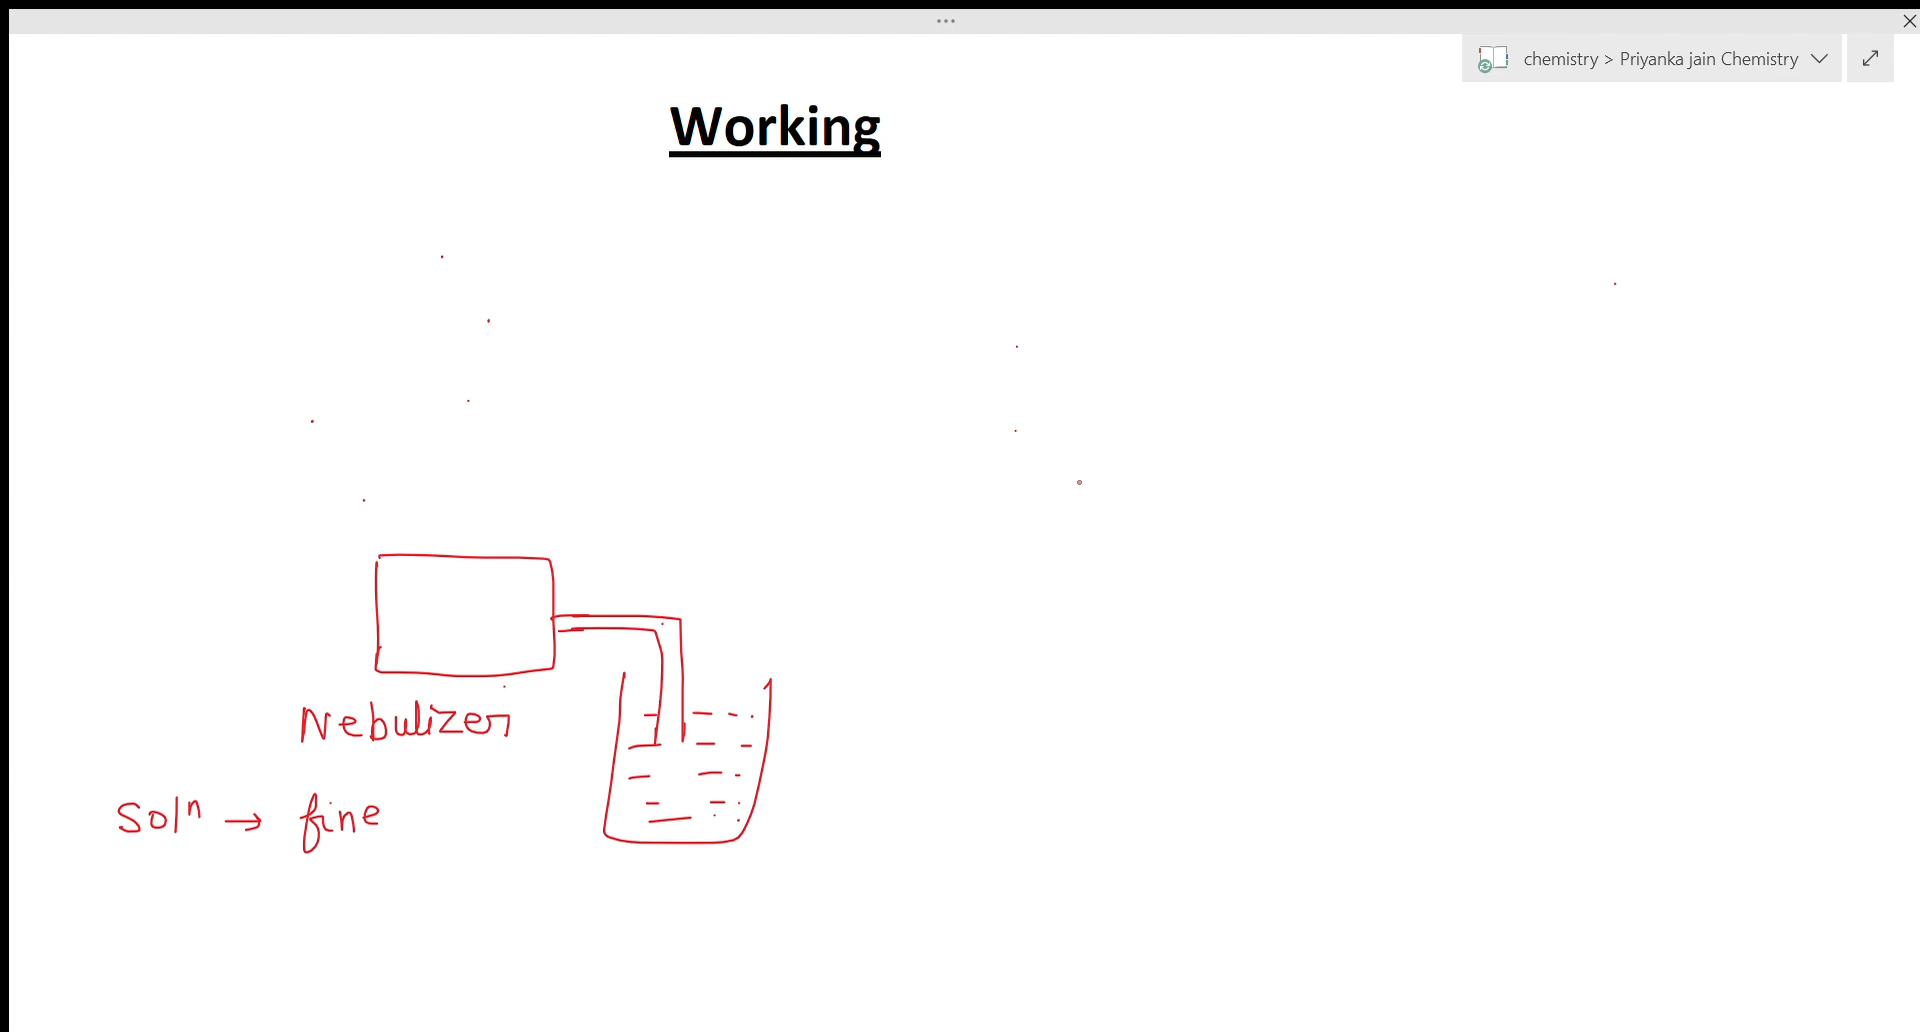 chemistry > Priyanka jain Chemistry
Working
Nebulizer
Solⁿ → fine